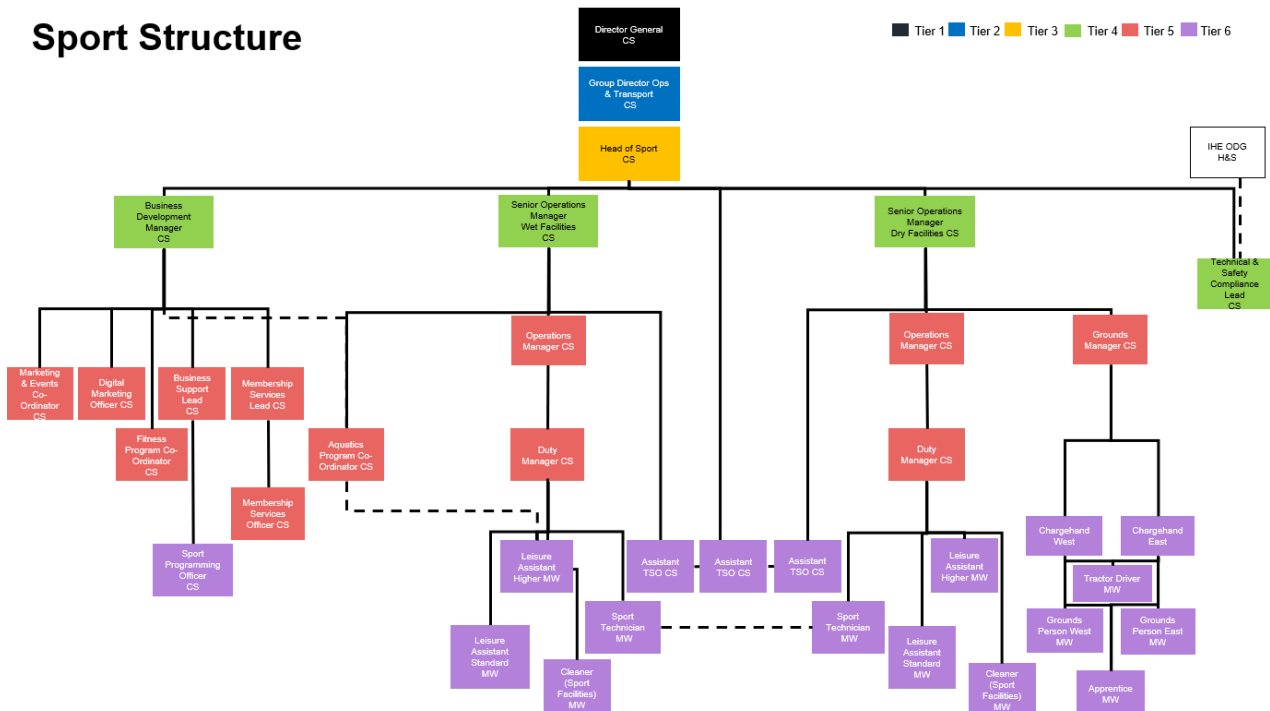 Sport Structure
Director General
CS
Tier 1
Tier 2
Tier 3
Tier 4
Tier 5
Tier 6
Group Director Ops
& Transport
CS
Head of Sport
CS
IHE ODG
H&S
Business
Development
Manager
CS
Senior Operations
Manager
Wet Facilities
CS
Senior Operations
Manager
Dry Facilities CS
Technical &
Safety
Compliance
Lead
CS
Operations
Manager CS
Operations
Manager CS
Grounds
Manager CS
Marketing
& Events
Co-
Ordinator
CS
Digital
Marketing
Officer CS
Business
Support
Lead
CS
Membership
Services
Lead CS
Fitness
Program Co-
Ordinator
CS
Aquatics
Program Co-
Ordinator CS
Duty
Manager CS
Duty
Manager CS
Membership
Services
Officer CS
Sport
Programming
Officer
CS
Leisure
Assistant
Higher MW
Assistant
TSO CS
Assistant
TSO CS
Assistant
TSO CS
Leisure
Assistant
Higher MW
Chargehand
West
Chargehand
East
Tractor Driver
MW
Sport
Technician
MW
Sport
Technician
MW
Grounds
Person West
MW
Grounds
Person East
MW
Leisure
Assistant
Standard
MW
Cleaner
(Sport
Facilities)
MW
Leisure
Assistant
Standard
MW
Cleaner
(Sport
Facilities) MW
Apprentice
MW